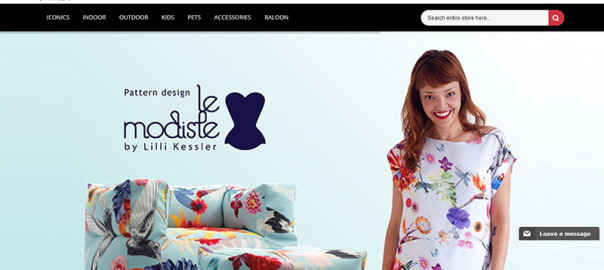 ICONICS INDOOR OUTDOOR KIDS PETS ACCESSORIES BALOON
Search entire store here...
Pattern design
le
modiste
by Lilli Kessler
Leave a message